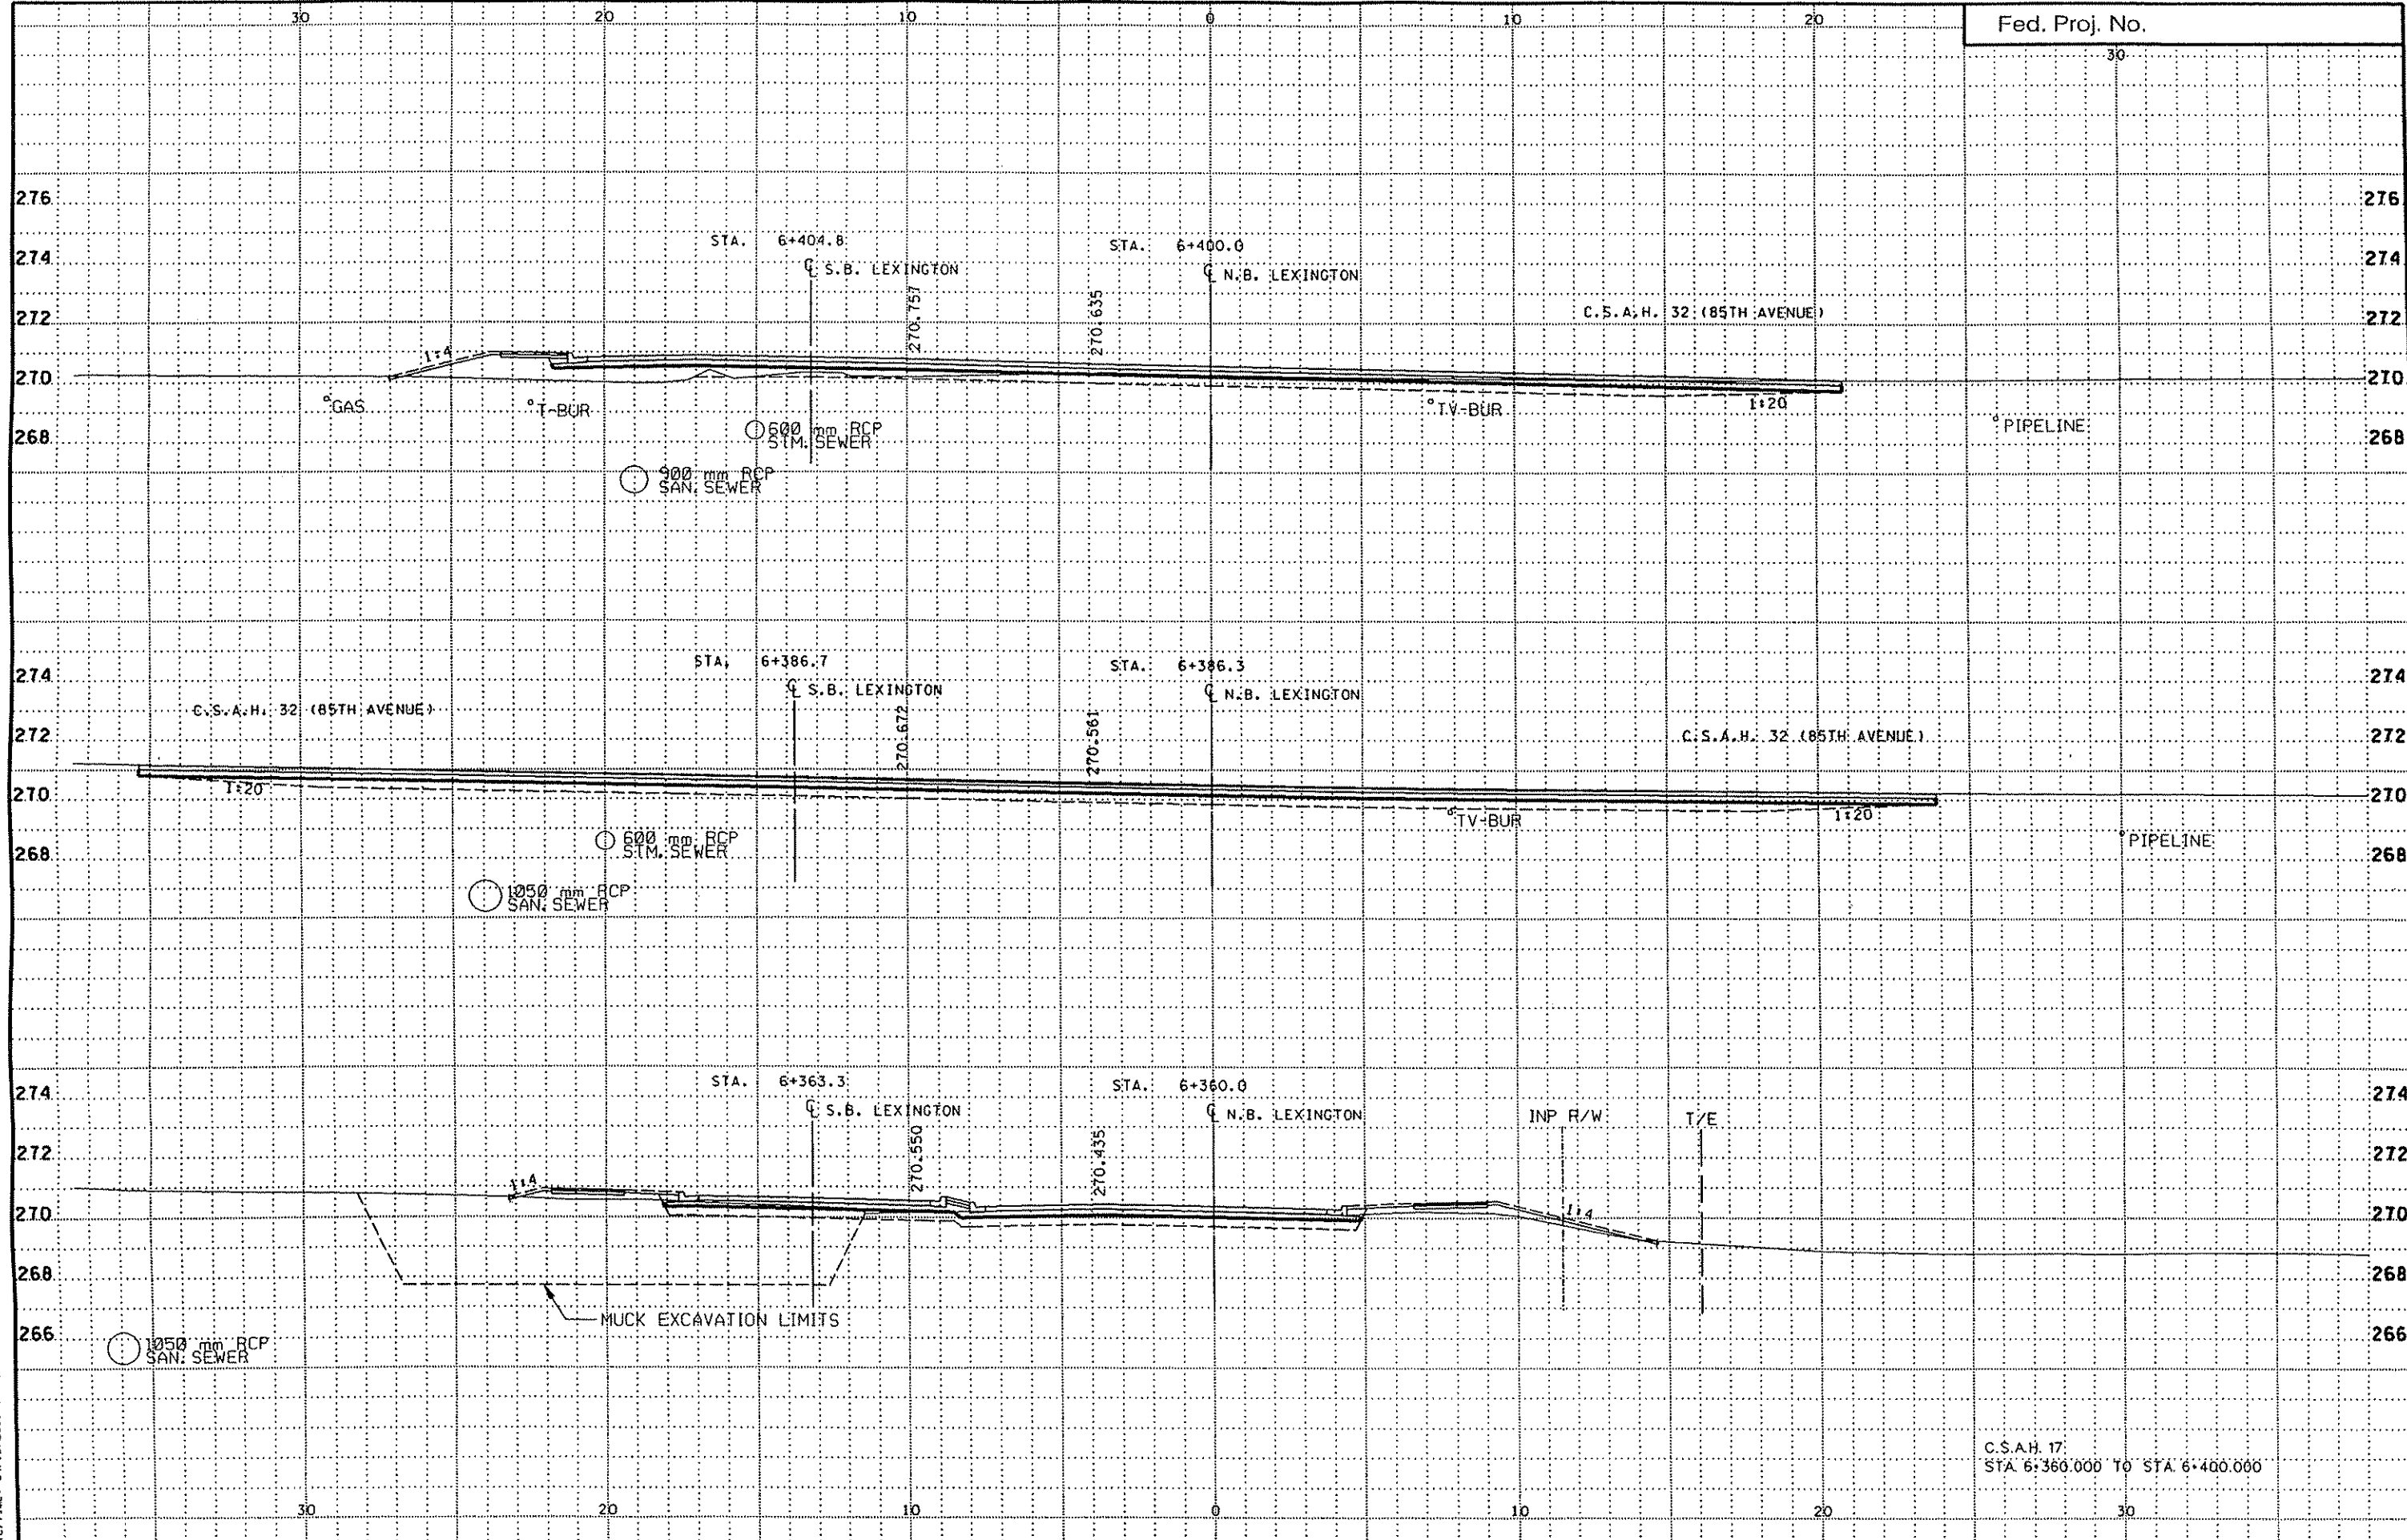 30 20 10 0 10 20
Fed. Proj. No.
30
276 276
STA. 6+404.8 STA. 6+400.0
274 ℄ S.B. LEXINGTON ℄ N.B. LEXINGTON 274
270.757 270.635
272 C.S.A.H. 32 (85TH AVENUE) 272
1:4
270 270
GAS T-BUR TV-BUR 1:20
268 600 mm RCP PIPELINE 268
STM. SEWER
900 mm RCP
SAN. SEWER
STA. 6+386.7 STA. 6+386.3
274 ℄ S.B. LEXINGTON ℄ N.B. LEXINGTON 274
C.S.A.H. 32 (85TH AVENUE) 270.672 270.561
272 C.S.A.H. 32 (85TH AVENUE) 272
270 1:20 270
TV-BUR 1:20
268 600 mm RCP PIPELINE 268
STM. SEWER
1050 mm RCP
SAN. SEWER
STA. 6+363.3 STA. 6+360.0
274 ℄ S.B. LEXINGTON ℄ N.B. LEXINGTON INP R/W T/E 274
270.550 270.435
272 272
1:4
270 1:4 270
268 268
MUCK EXCAVATION LIMITS
266 266
1050 mm RCP
SAN. SEWER
C.S.A.H. 17
STA. 6+360.000 TO STA. 6+400.000
30 20 10 0 10 20 30